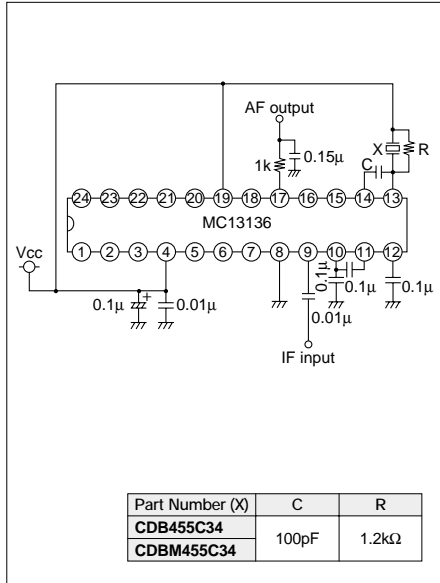 AF output
X
R
0.15μ
C
1k
24 23 22 21 20 19 18 17 16 15 14 13
MC13136
1 2 3 4 5 6 7 8 9 10 11 12
Vcc
0.1μ
+
0.01μ
0.1μ
0.1μ
0.1μ
0.01μ
IF input
Part Number (X) C R
CDB455C34 100pF 1.2kΩ
CDBM455C34